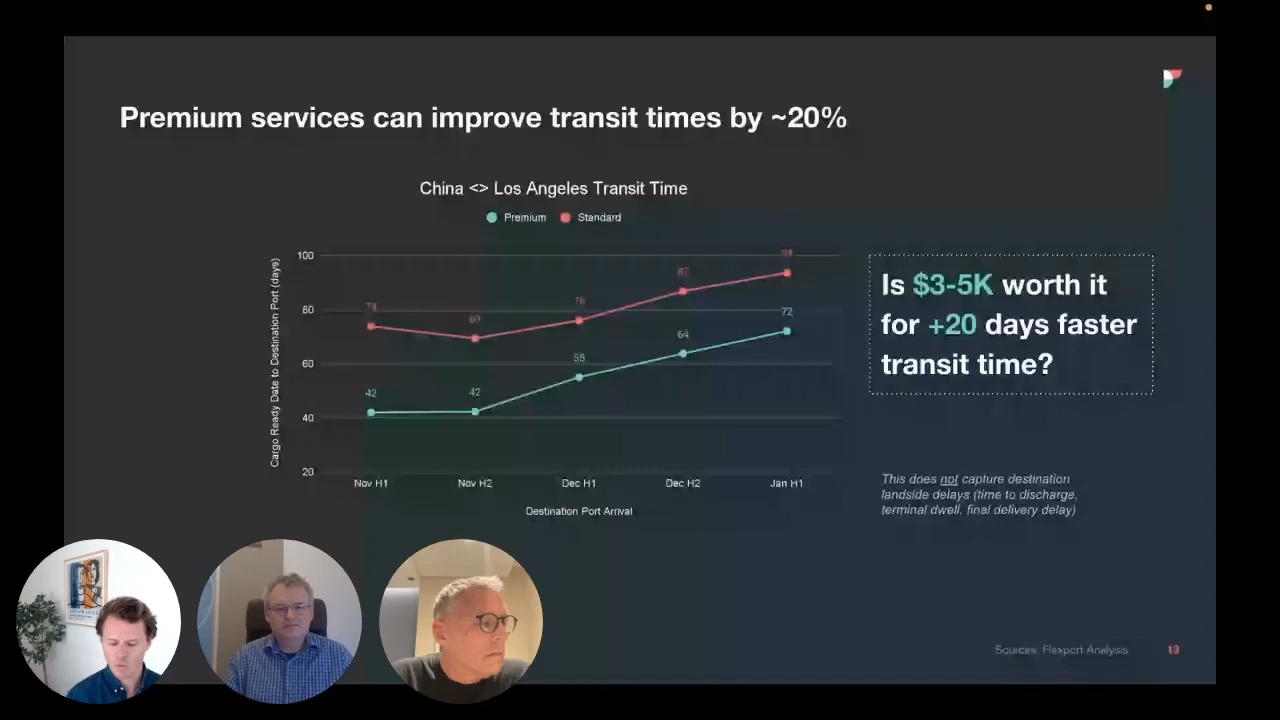 Premium services can improve transit times by ~20%
China <> Los Angeles Transit Time
Premium Standard
Cargo Ready Date to Destination Port (days)
100
80
60
40
20
74
69
76
87
42
42
55
64
72
Nov H1 Nov H2 Dec H1 Dec H2 Jan H1
Destination Port Arrival
Is $3-5K worth it
for +20 days faster
transit time?
This does not capture destination
landside delays (time to discharge,
terminal dwell, final delivery delay)
Sources: Flexport Analysis
13